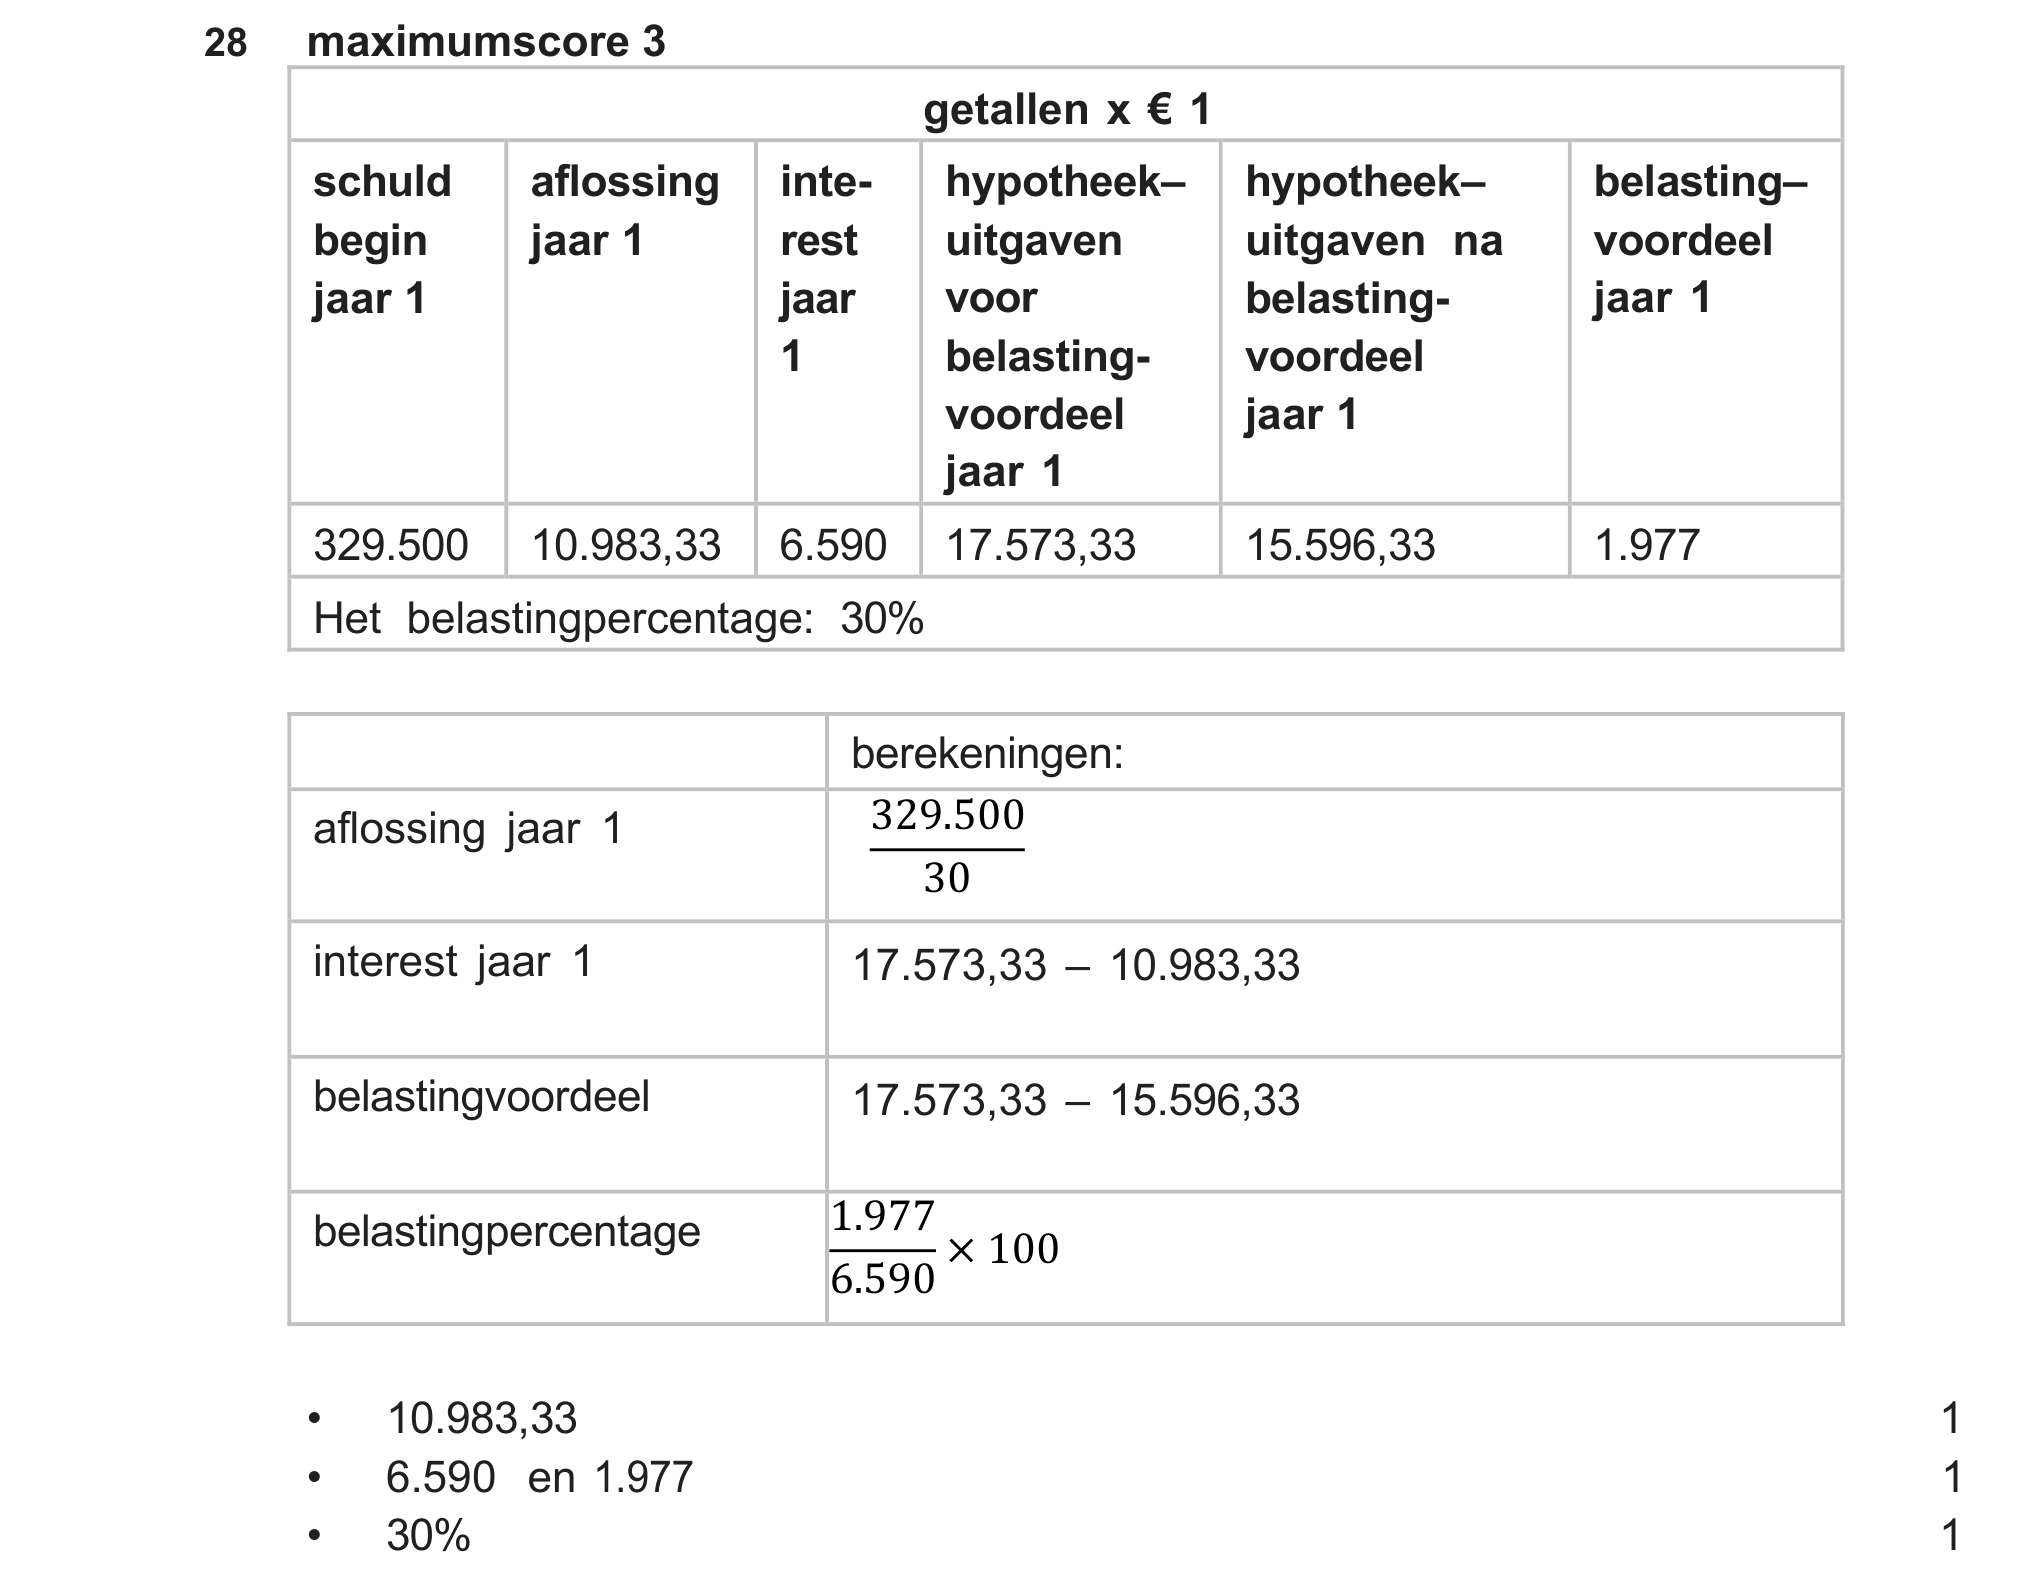 28 maximumscore 3
getallen x € 1
schuld begin jaar 1 aflossing jaar 1 inte- rest jaar 1 hypotheek– uitgaven voor belasting- voordeel jaar 1 hypotheek– uitgaven na belasting- voordeel jaar 1 belasting– voordeel jaar 1
329.500 10.983,33 6.590 17.573,33 15.596,33 1.977
Het belastingpercentage: 30%
berekeningen:
aflossing jaar 1 329.500
30
interest jaar 1 17.573,33 – 10.983,33
belastingvoordeel 17.573,33 – 15.596,33
belastingpercentage 1.977
6.590 × 100
• 10.983,33 1
• 6.590 en 1.977 1
• 30% 1